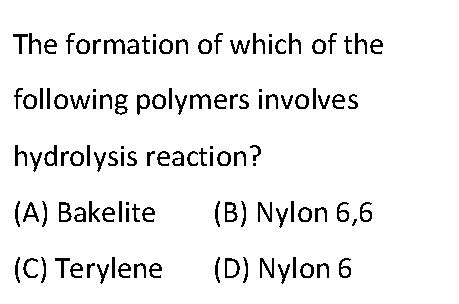 The formation of which of the
following polymers involves
hydrolysis reaction?
(A) Bakelite (B) Nylon 6,6
(C) Terylene (D) Nylon 6